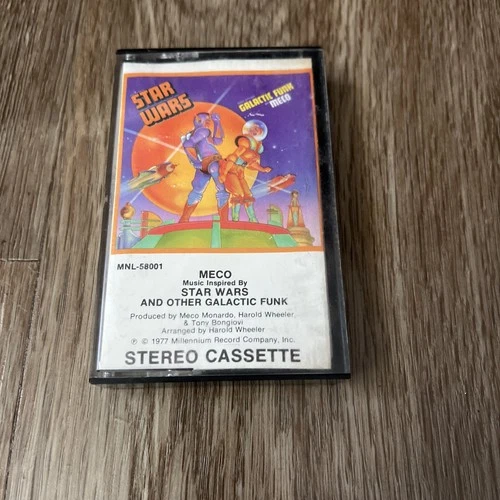 STAR
WARS
GALACTIC FUNK
MECO
MNL-58001
MECO
Music Inspired By
STAR WARS
AND OTHER GALACTIC FUNK
Produced by Meco Monardo, Harold Wheeler,
& Tony Bongiovi
Arranged by Harold Wheeler
℗ © 1977 Millennium Record Company, Inc.
STEREO CASSETTE